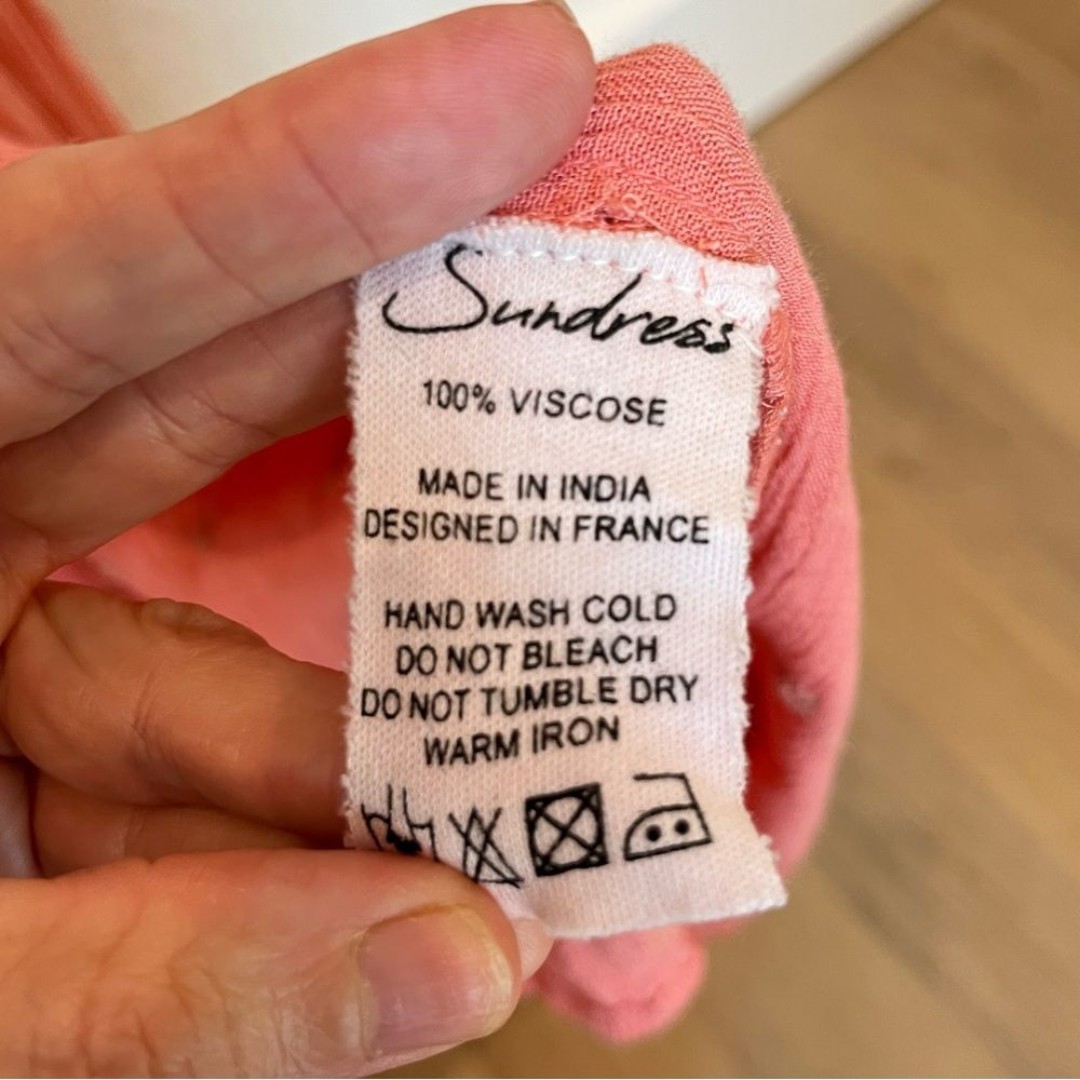 Sundress
100% VISCOSE
MADE IN INDIA
DESIGNED IN FRANCE
HAND WASH COLD
DO NOT BLEACH
DO NOT TUMBLE DRY
WARM IRON